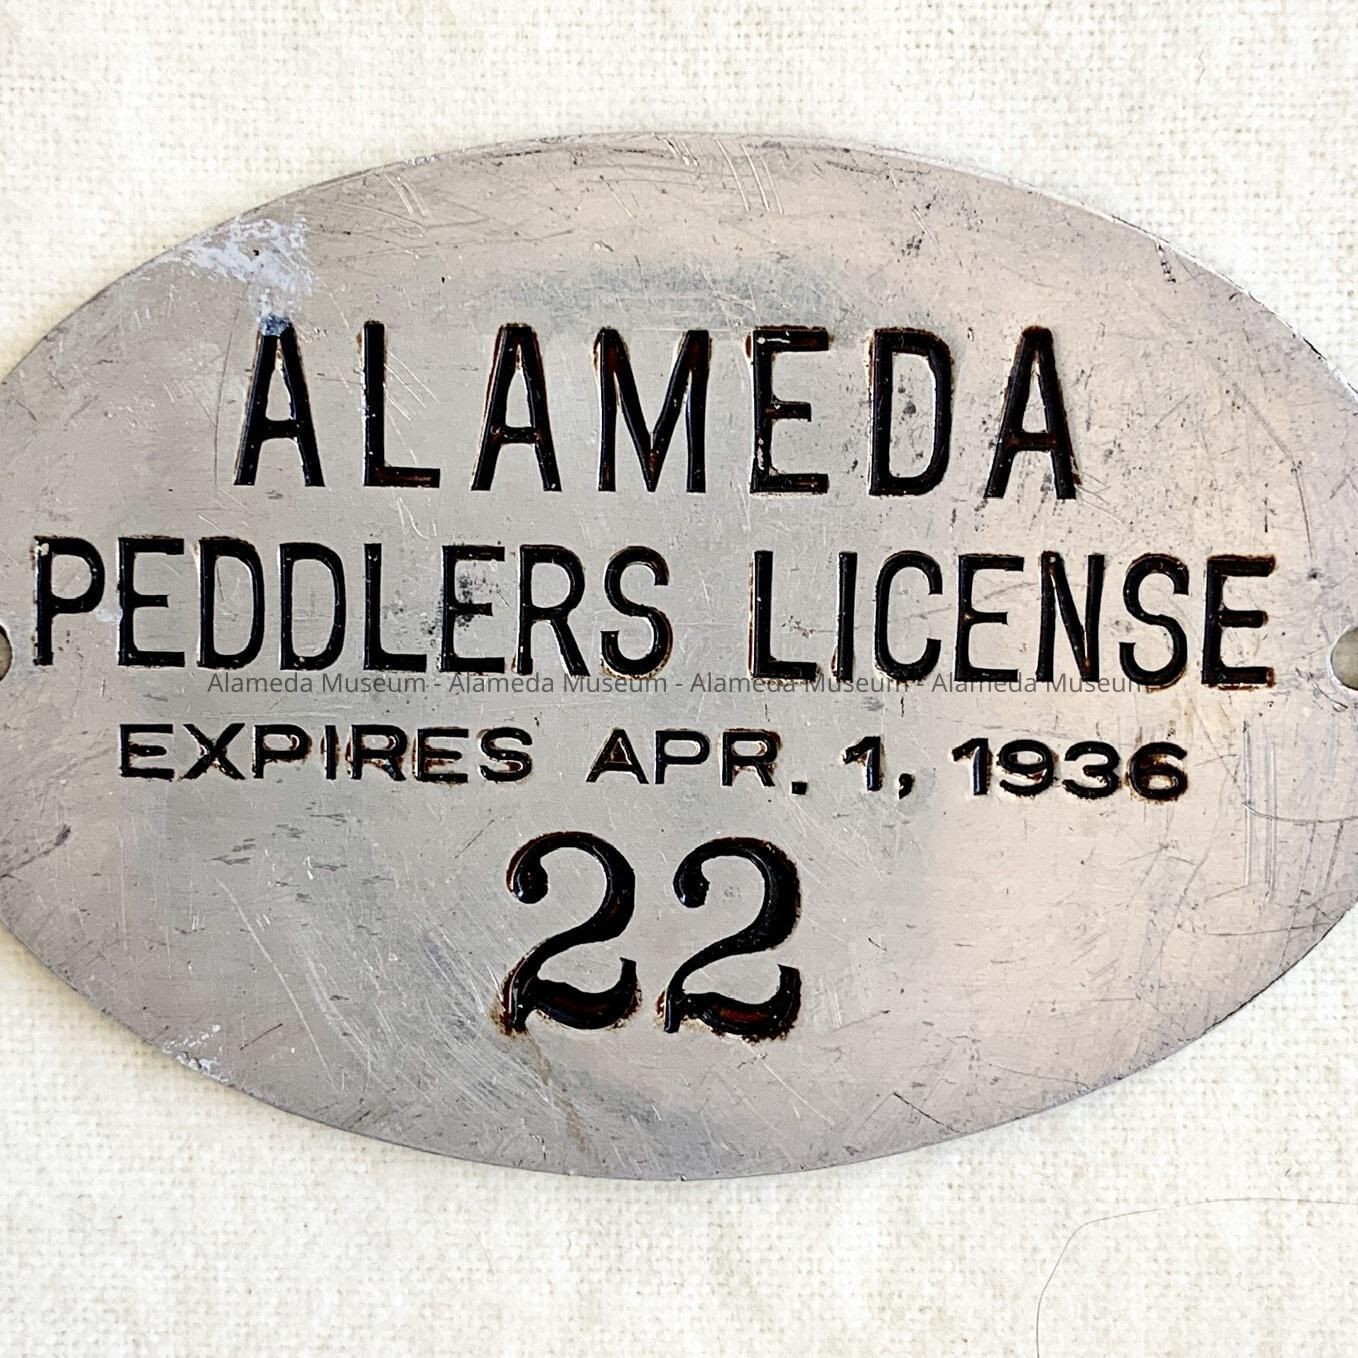 ALAMEDA
PEDDLERS LICENSE
Alameda Museum - Alameda Museum - Alameda Museum - Alameda Museum
EXPIRES APR. 1, 1936
22